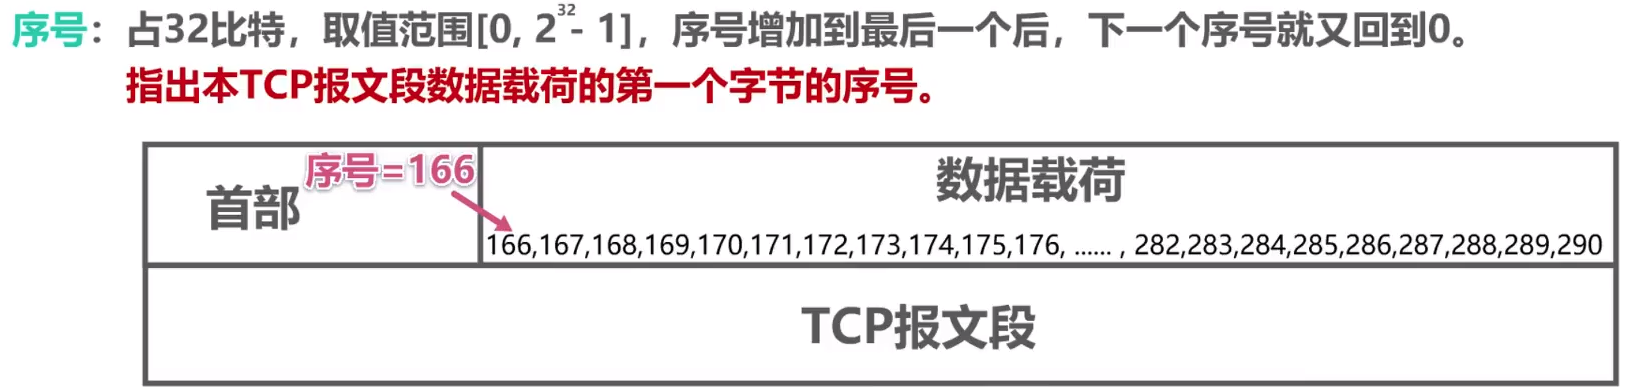 序号：占32比特，取值范围[0, 2³² - 1]，序号增加到最后一个后，下一个序号就又回到0。
指出本TCP报文段数据载荷的第一个字节的序号。
首部
序号=166
数据载荷
166,167,168,169,170,171,172,173,174,175,176, ...... , 282,283,284,285,286,287,288,289,290
TCP报文段